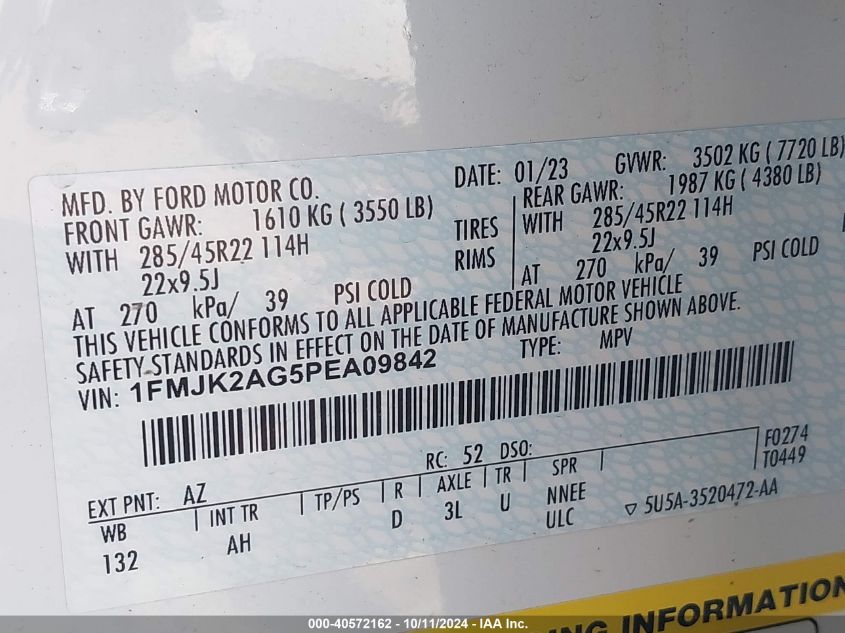 MFD. BY FORD MOTOR CO. DATE: 01/23 GVWR: 3502 KG ( 7720 LB)
FRONT GAWR: 1610 KG ( 3550 LB) REAR GAWR: 1987 KG ( 4380 LB)
WITH 285/45R22 114H TIRES WITH 285/45R22 114H
22x9.5J RIMS 22x9.5J
AT 270 kPa/ 39 PSI COLD AT 270 kPa/ 39 PSI COLD
THIS VEHICLE CONFORMS TO ALL APPLICABLE FEDERAL MOTOR VEHICLE
SAFETY STANDARDS IN EFFECT ON THE DATE OF MANUFACTURE SHOWN ABOVE.
VIN: 1FMJK2AG5PEA09842 TYPE: MPV
F0274
T0449
EXT PNT: AZ RC: 52 DSO:
WB INT TR TP/PS R AXLE TR SPR
132 AH D 3L U NNEE
ULC ▽ 5U5A-3520472-AA
INFORMATION
000-40572162 - 10/11/2024 - IAA Inc.